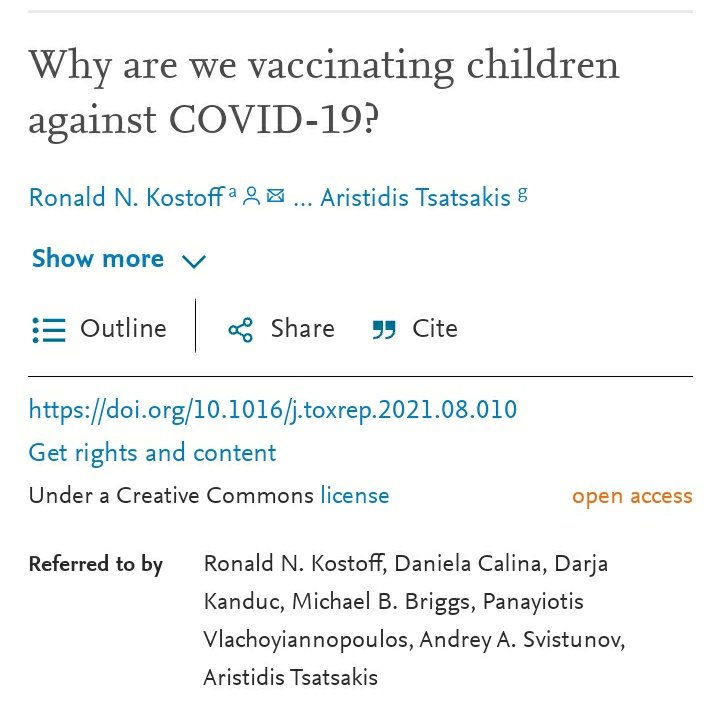 Why are we vaccinating children
against COVID-19?
Ronald N. Kostoff a ... Aristidis Tsatsakis g
Show more
Outline Share Cite
https://doi.org/10.1016/j.toxrep.2021.08.010
Get rights and content
Under a Creative Commons license open access
Referred to by Ronald N. Kostoff, Daniela Calina, Darja
Kanduc, Michael B. Briggs, Panayiotis
Vlachoyiannopoulos, Andrey A. Svistunov,
Aristidis Tsatsakis